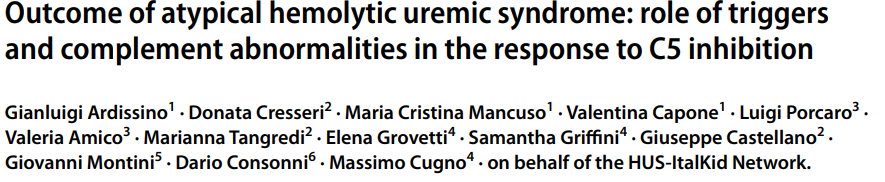 Outcome of atypical hemolytic uremic syndrome: role of triggers
and complement abnormalities in the response to C5 inhibition
Gianluigi Ardissino¹ · Donata Cresseri² · Maria Cristina Mancuso¹ · Valentina Capone¹ · Luigi Porcaro³ ·
Valeria Amico³ · Marianna Tangredi² · Elena Grovetti⁴ · Samantha Griffini⁴ · Giuseppe Castellano² ·
Giovanni Montini⁵ · Dario Consonni⁶ · Massimo Cugno⁴ · on behalf of the HUS-ItalKid Network.